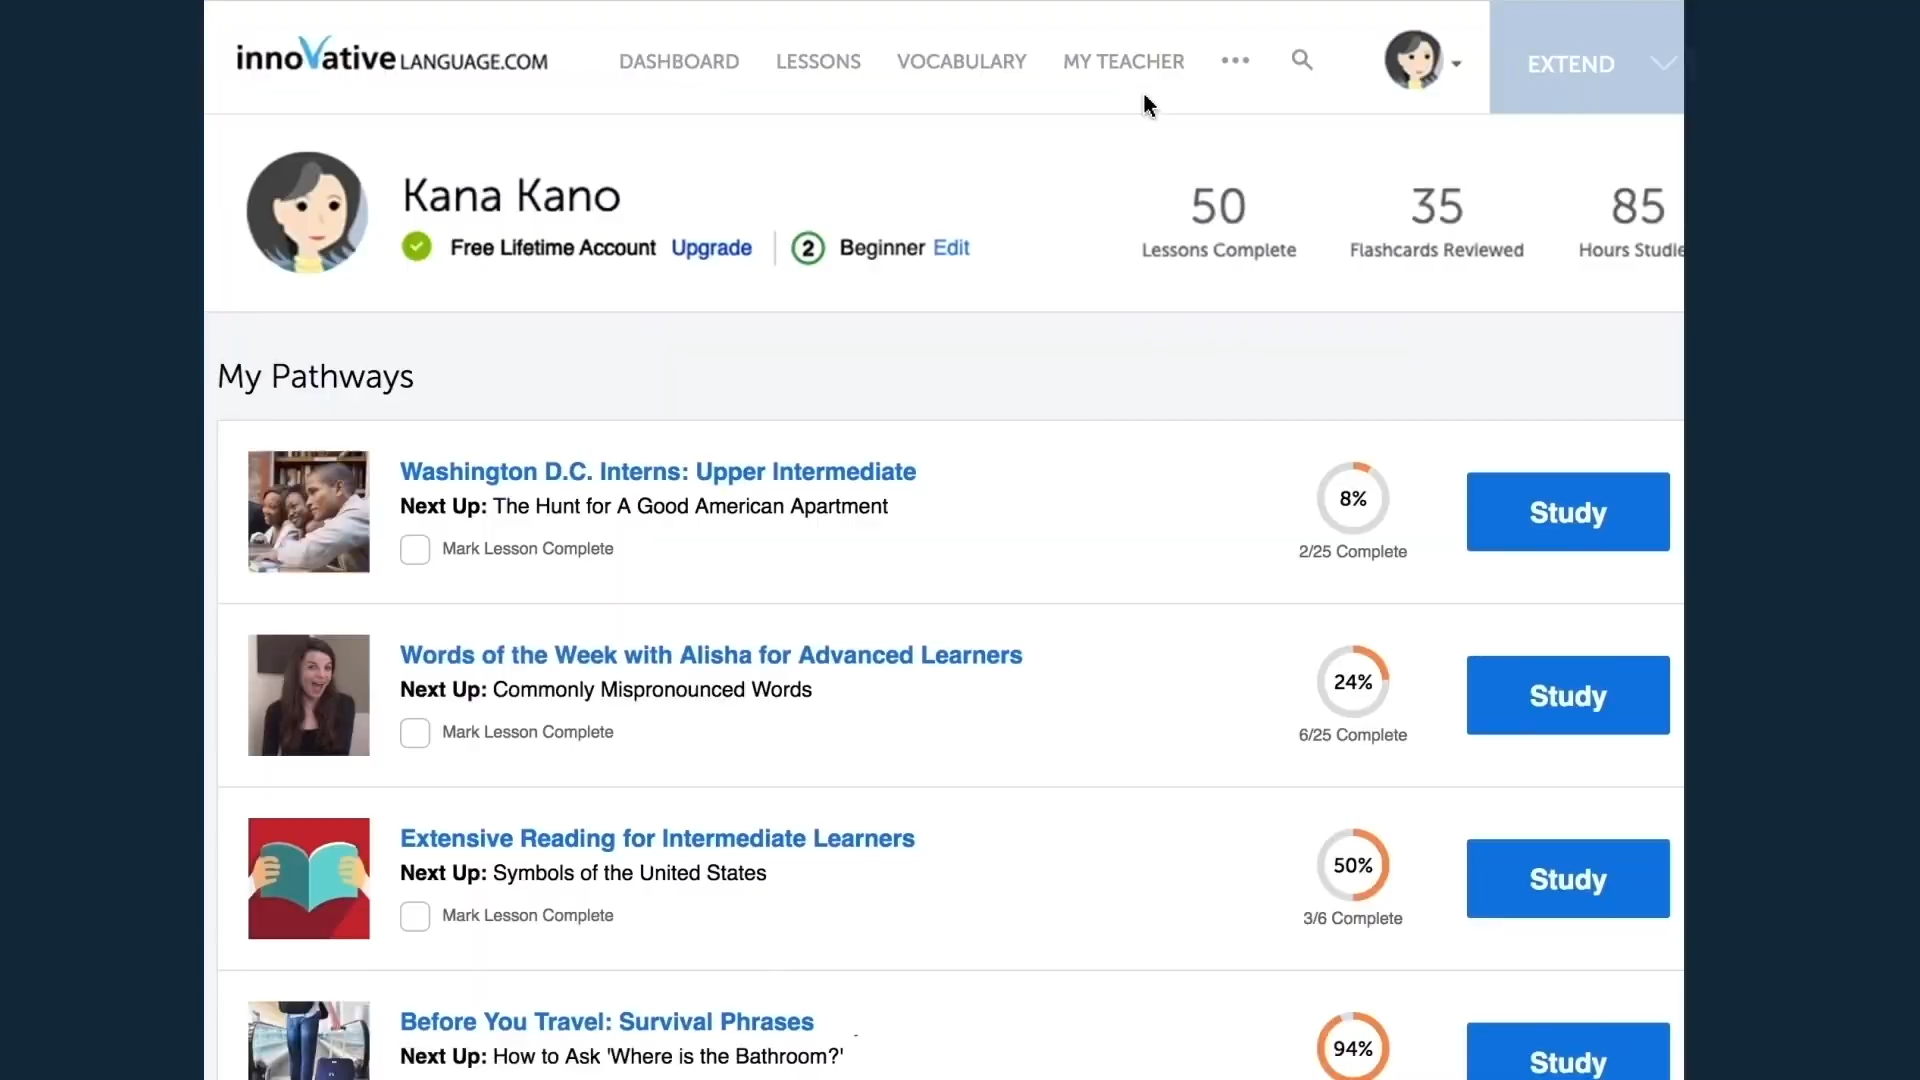 innoVative LANGUAGE.COM
DASHBOARD LESSONS VOCABULARY MY TEACHER ••• EXTEND
Kana Kano
Free Lifetime Account Upgrade 2 Beginner Edit
50 35 85
Lessons Complete Flashcards Reviewed Hours Studie
My Pathways
Washington D.C. Interns: Upper Intermediate
Next Up: The Hunt for A Good American Apartment
Mark Lesson Complete
8%
2/25 Complete
Study
Words of the Week with Alisha for Advanced Learners
Next Up: Commonly Mispronounced Words
Mark Lesson Complete
24%
6/25 Complete
Study
Extensive Reading for Intermediate Learners
Next Up: Symbols of the United States
Mark Lesson Complete
50%
3/6 Complete
Study
Before You Travel: Survival Phrases
Next Up: How to Ask 'Where is the Bathroom?'
94%
Study